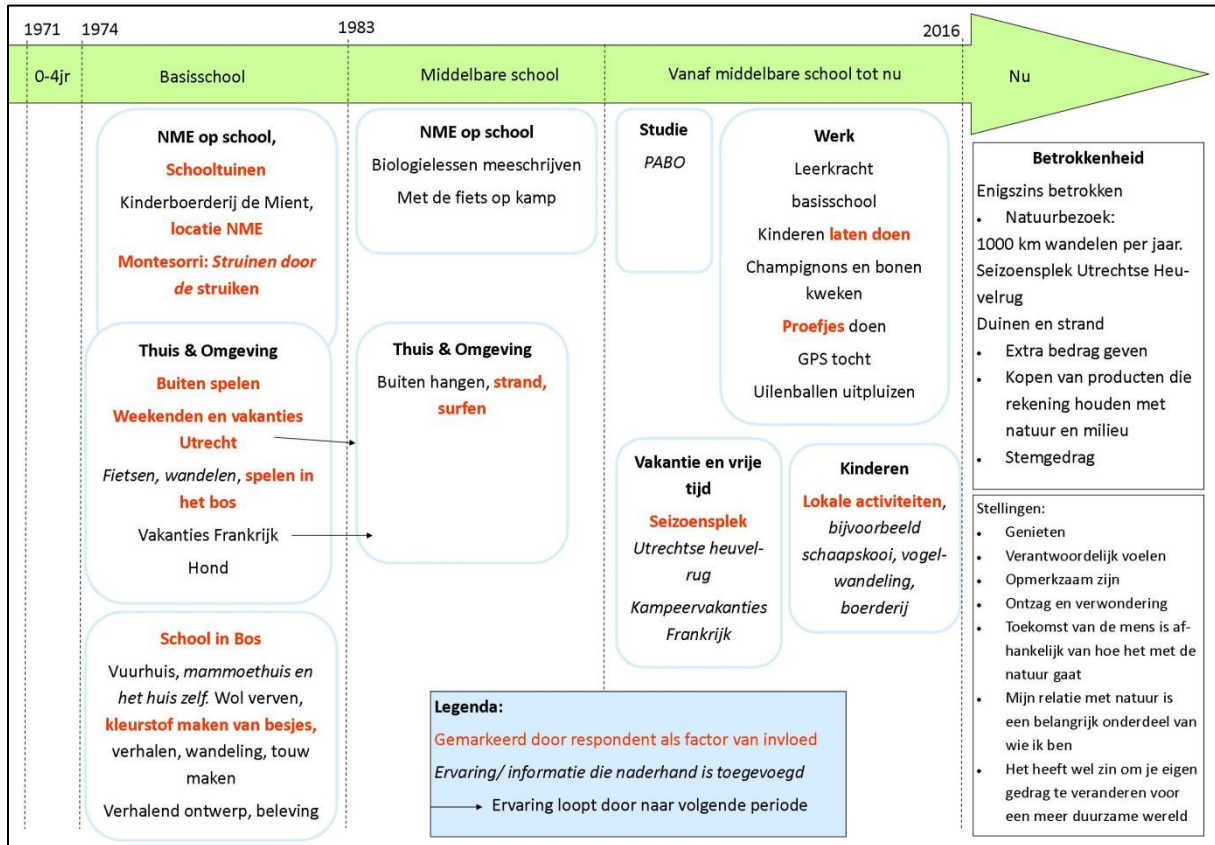 1971
1974
1983
2016
0-4jr
Basisschool
Middelbare school
Vanaf middelbare school tot nu
Nu
NME op school,
Schooltuinen
Kinderboerderij de Mient,
locatie NME
Montesorri: Struinen door
de struiken
Thuis & Omgeving
Buiten spelen
Weekenden en vakanties
Utrecht
Fietsen, wandelen, spelen in
het bos
Vakanties Frankrijk
Hond
School in Bos
Vuurhuis, mammoethuis en
het huis zelf. Wol verven,
kleurstof maken van besjes,
verhalen, wandeling, touw
maken
Verhalend ontwerp, beleving
NME op school
Biologielessen meeschrijven
Met de fiets op kamp
Thuis & Omgeving
Buiten hangen, strand,
surfen
Studie
PABO
Werk
Leerkracht
basisschool
Kinderen laten doen
Champignons en bonen
kweken
Proefjes doen
GPS tocht
Uilenballen uitpluizen
Vakantie en vrije
tijd
Seizoensplek
Utrechtse heuvel-
rug
Kampeervakanties
Frankrijk
Kinderen
Lokale activiteiten,
bijvoorbeeld
schaapskooi, vogel-
wandeling,
boerderij
Legenda:
Gemarkeerd door respondent als factor van invloed
Ervaring/ informatie die naderhand is toegevoegd
Ervaring loopt door naar volgende periode
Betrokkenheid
Enigszins betrokken
• Natuurbezoek:
1000 km wandelen per jaar.
Seizoensplek Utrechtse Heu-
velrug
Duinen en strand
• Extra bedrag geven
• Kopen van producten die
rekening houden met
natuur en milieu
• Stemgedrag
Stellingen:
• Genieten
• Verantwoordelijk voelen
• Opmerkzaam zijn
• Ontzag en verwondering
• Toekomst van de mens is af-
hankelijk van hoe het met de
natuur gaat
• Mijn relatie met natuur is
een belangrijk onderdeel van
wie ik ben
• Het heeft wel zin om je eigen
gedrag te veranderen voor
een meer duurzame wereld